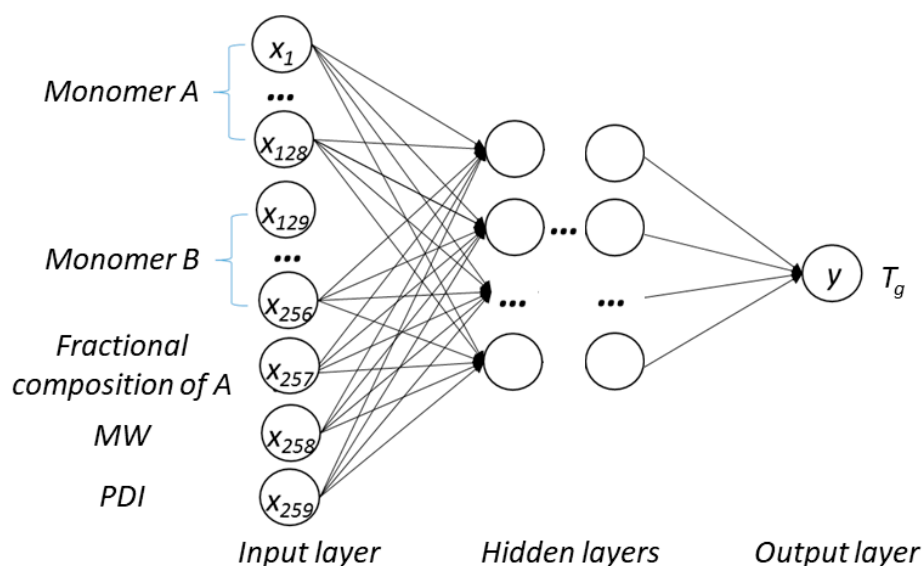 Monomer A
x1
...
x128
Monomer B
x129
...
x256
Fractional
composition of A
x257
MW
x258
PDI
x259
...
... ...
y
Tg
Input layer
Hidden layers
Output layer